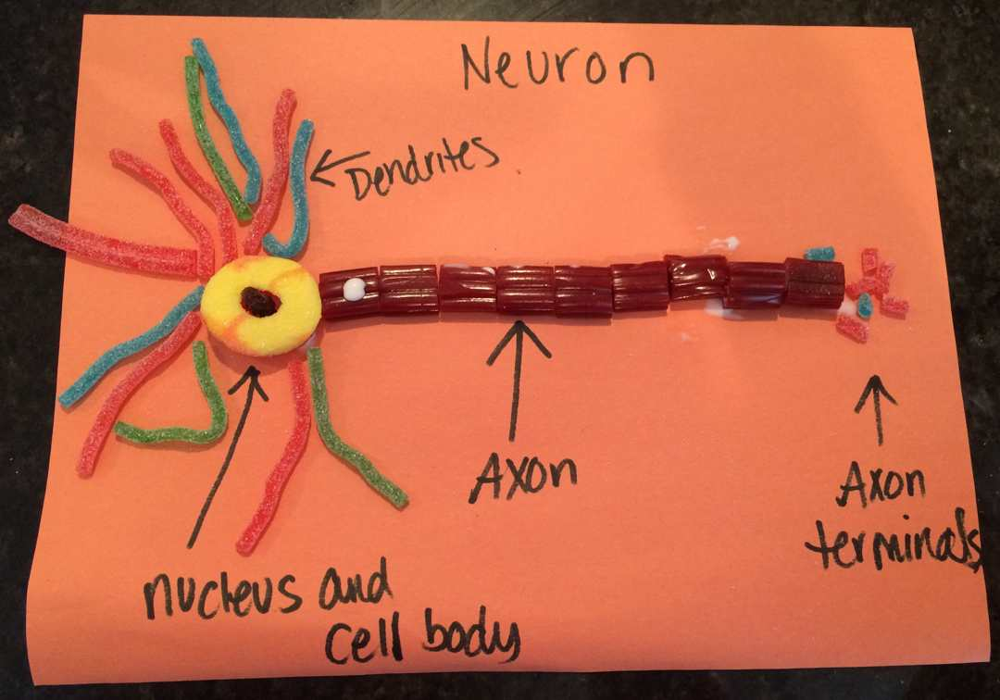 Neuron
Dendrites
Axon
Axon
terminals
nucleus and
cell body